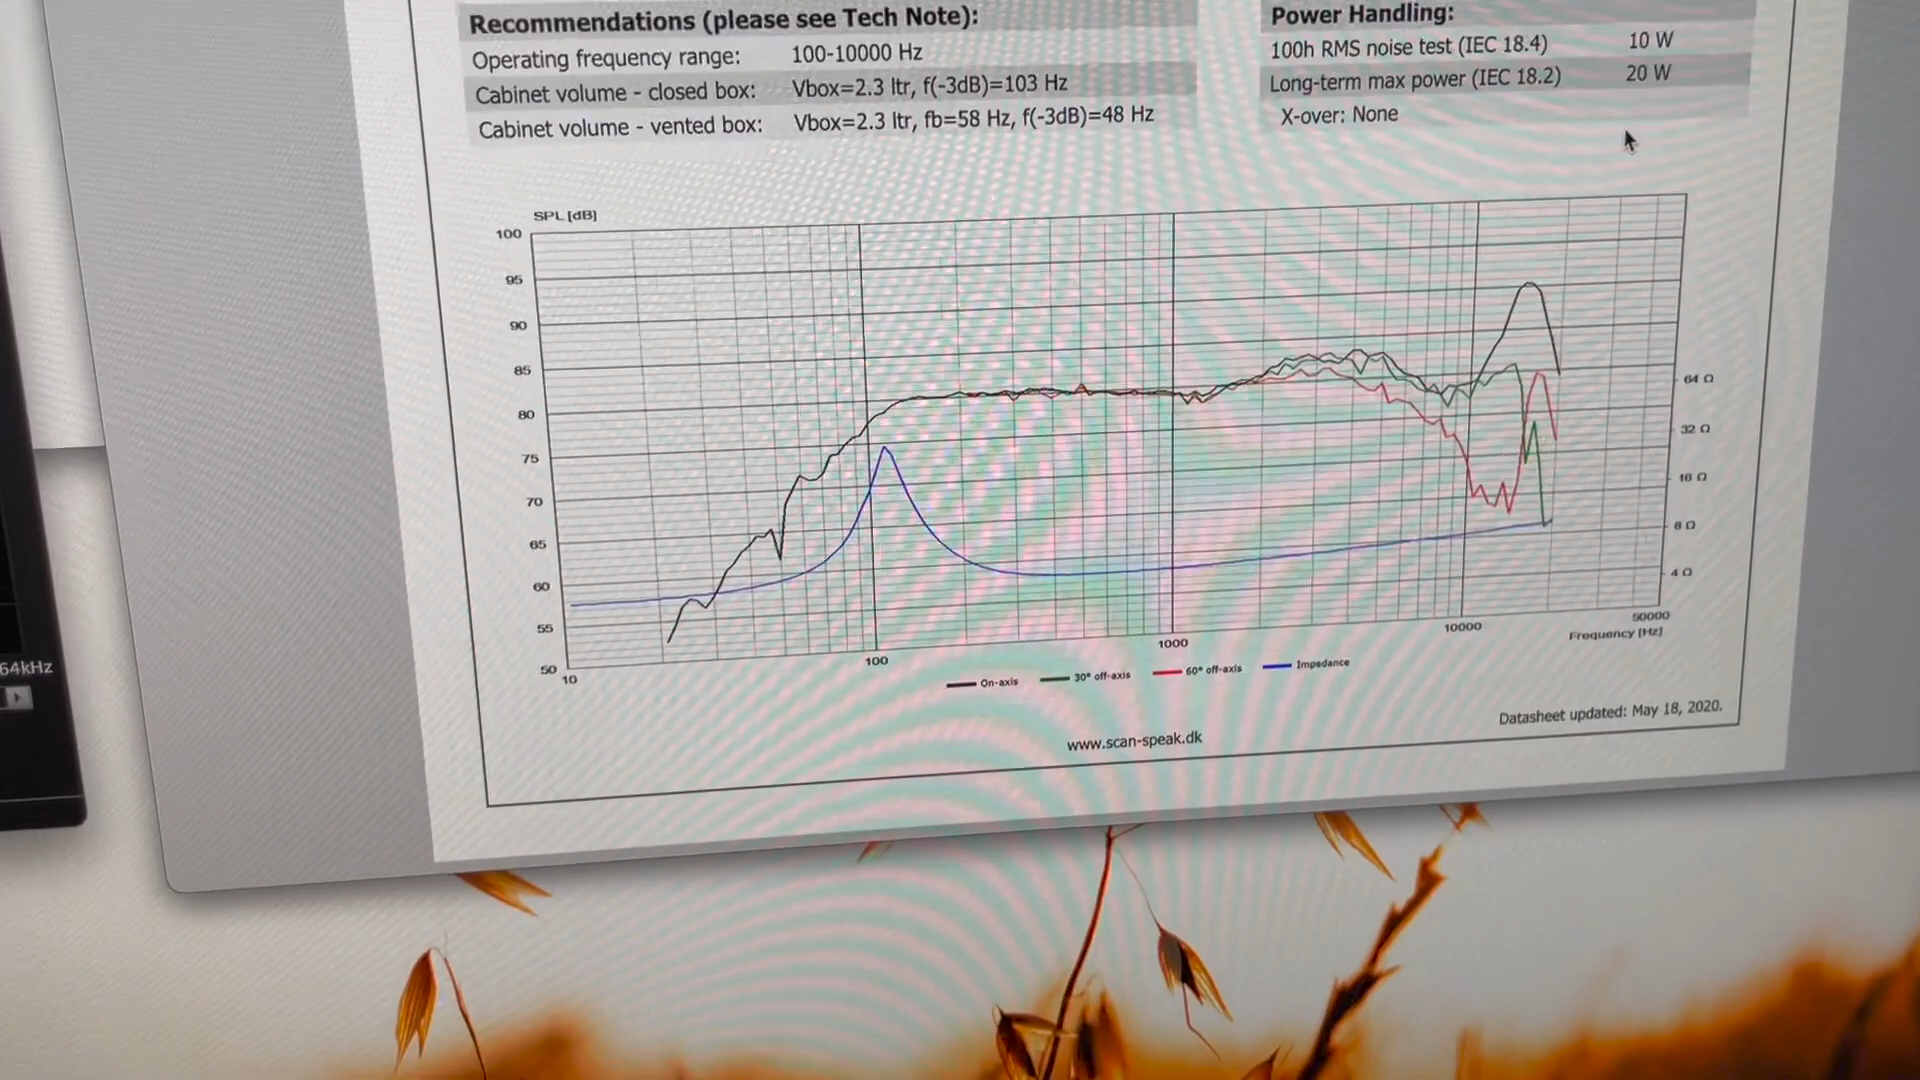 Recommendations (please see Tech Note):
Operating frequency range: 100-10000 Hz
Cabinet volume - closed box: Vbox=2.3 ltr, f(-3dB)=103 Hz
Cabinet volume - vented box: Vbox=2.3 ltr, fb=58 Hz, f(-3dB)=48 Hz
Power Handling:
100h RMS noise test (IEC 18.4) 10 W
Long-term max power (IEC 18.2) 20 W
X-over: None
SPL [dB]
100
95
90
85
80
75
70
65
60
55
50
64 Ω
32 Ω
16 Ω
8 Ω
4 Ω
10
100
1000
10000
50000
Frequency [Hz]
On-axis 30° off-axis 60° off-axis Impedance
Datasheet updated: May 18, 2020.
www.scan-speak.dk
64kHz